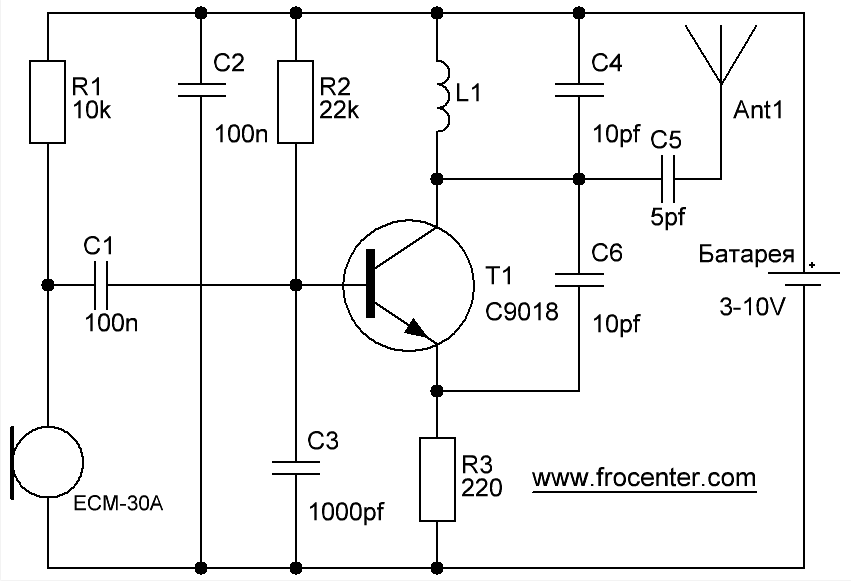 R1
10k
C2
100n
R2
22k
L1
C4
10pf
Ant1
C5
5pf
C1
100n
T1
C9018
C6
10pf
Батарея
+
3-10V
ECM-30A
C3
1000pf
R3
220
www.frocenter.com